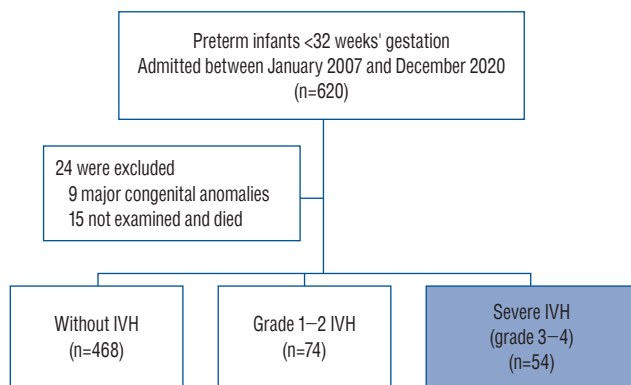 Preterm infants <32 weeks' gestation
Admitted between January 2007 and December 2020
(n=620)
24 were excluded
9 major congenital anomalies
15 not examined and died
Without IVH
(n=468)
Grade 1–2 IVH
(n=74)
Severe IVH
(grade 3–4)
(n=54)